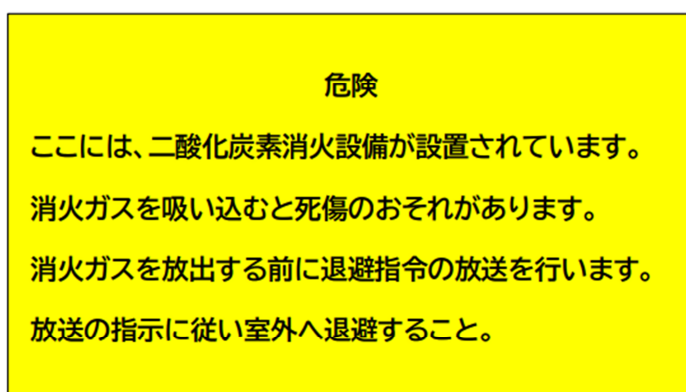 危険
ここには、二酸化炭素消火設備が設置されています。
消火ガスを吸い込むと死傷のおそれがあります。
消火ガスを放出する前に退避指令の放送を行います。
放送の指示に従い室外へ退避すること。